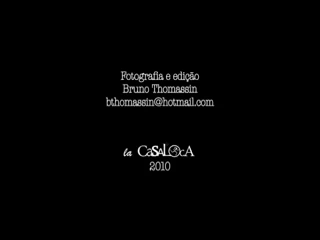 Fotografia e edição
Bruno Thomassin
bthomassin@hotmail.com
la CaSaLOcA
2010